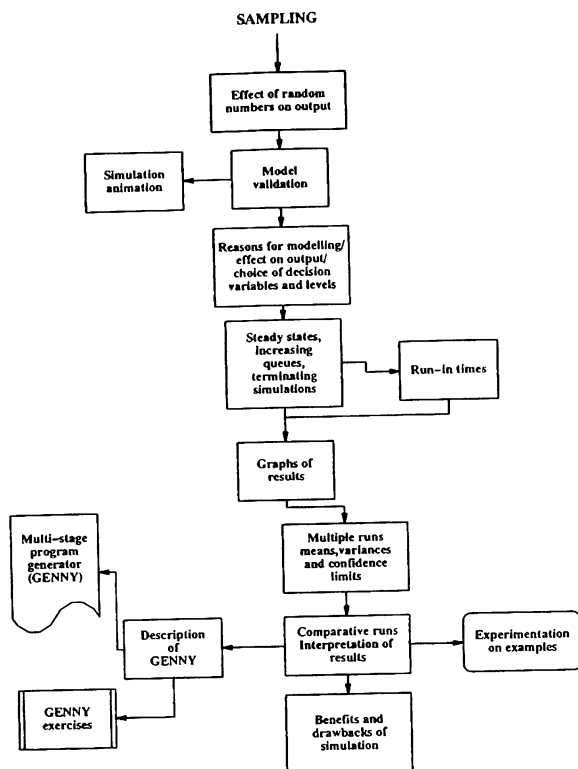 SAMPLING
Effect of random
numbers on output
Simulation
animation
Model
validation
Reasons for modelling/
effect on output/
choice of decision
variables and levels
Steady states,
increasing
queues,
terminating
simulations
Run-in times
Graphs of
results
Multi-stage
program
generator
(GENNY)
Multiple runs
means,variances
and confidence
limits
Description
of
GENNY
Comparative runs
Interpretation of
results
Experimentation
on examples
GENNY
exercises
Benefits and
drawbacks of
simulation